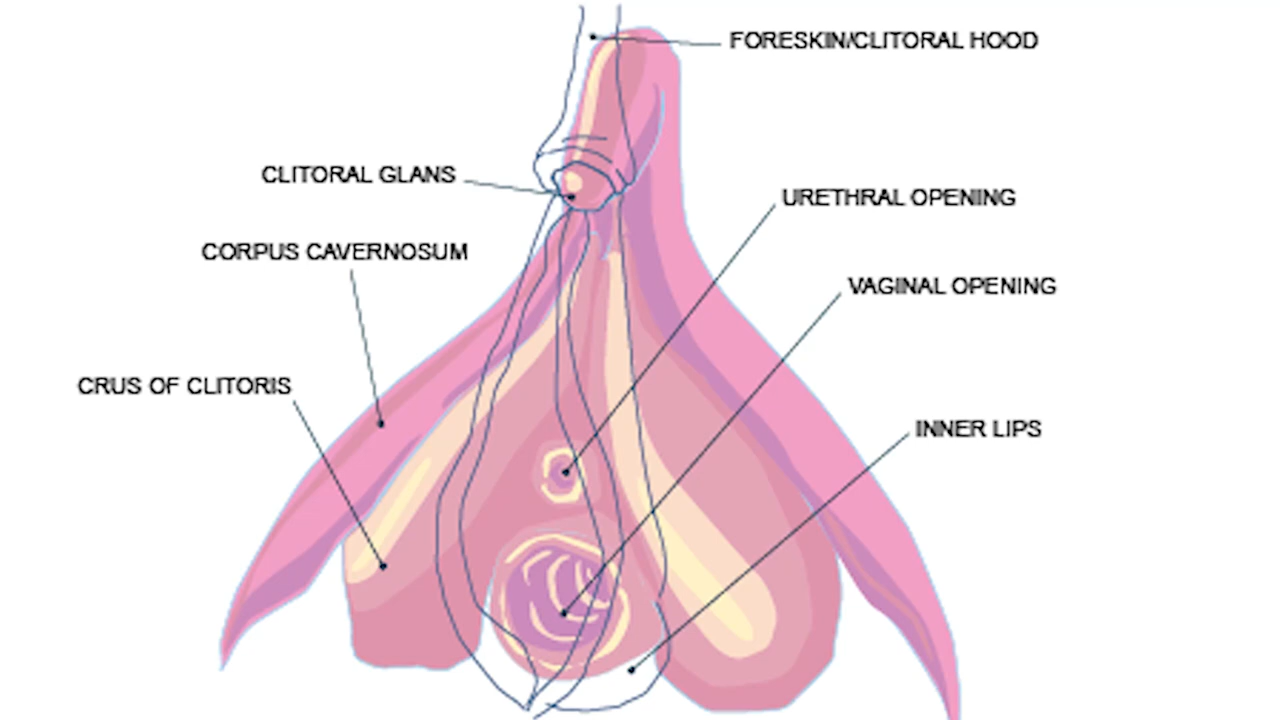 FORESKIN/CLITORAL HOOD
CLITORAL GLANS
URETHRAL OPENING
CORPUS CAVERNOSUM
VAGINAL OPENING
CRUS OF CLITORIS
INNER LIPS